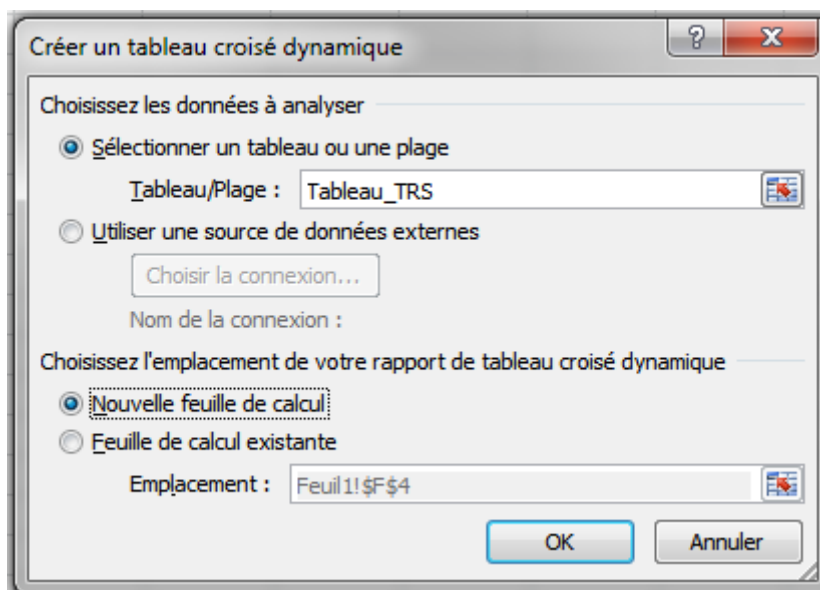 Créer un tableau croisé dynamique
Choisissez les données à analyser
Sélectionner un tableau ou une plage
Tableau/Plage : Tableau_TRS
Utiliser une source de données externes
Choisir la connexion...
Nom de la connexion :
Choisissez l'emplacement de votre rapport de tableau croisé dynamique
Nouvelle feuille de calcul
Feuille de calcul existante
Emplacement : Feuil1!$F$4
OK Annuler